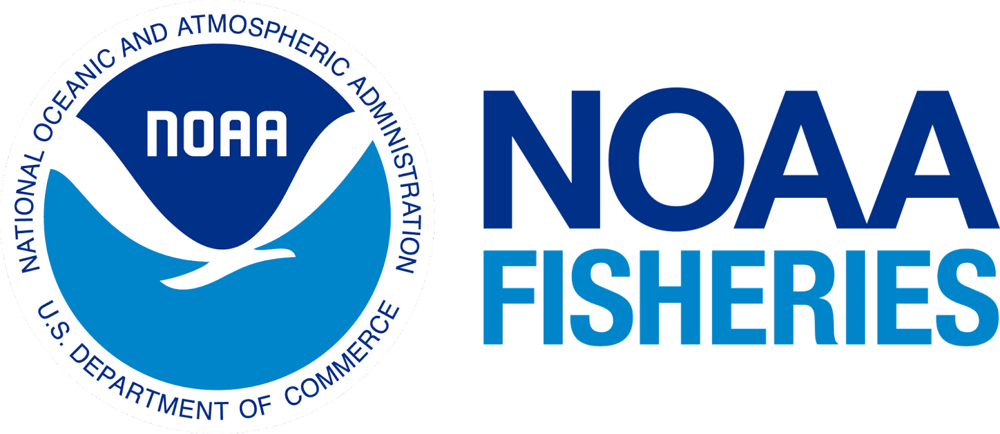 NATIONAL OCEANIC AND ATMOSPHERIC ADMINISTRATION
NOAA
U.S. DEPARTMENT OF COMMERCE
NOAA
FISHERIES